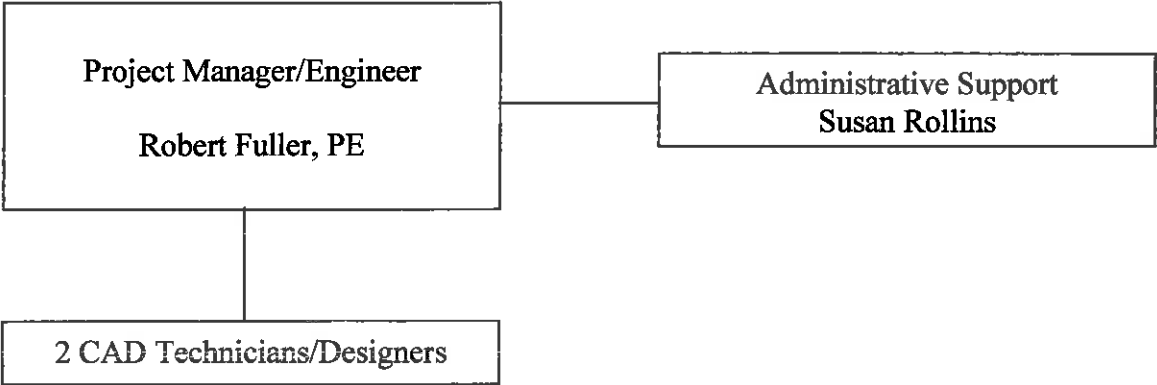 Project Manager/Engineer
Robert Fuller, PE
Administrative Support
Susan Rollins
2 CAD Technicians/Designers